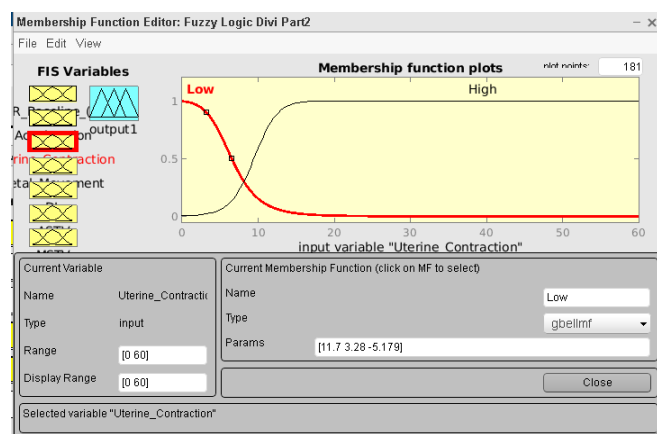 Membership Function Editor: Fuzzy Logic Divi Part2
File Edit View
FIS Variables
output1
Membership function plots
plot points:
181
Low
High
1
0.5
0
0 10 20 30 40 50 60
input variable "Uterine_Contraction"
Current Variable
Name
Uterine_Contractic
Type
input
Range
[0 60]
Display Range
[0 60]
Current Membership Function (click on MF to select)
Name
Low
Type
gbellmf
Params
[11.7 3.28 -5.179]
Close
Selected variable "Uterine_Contraction"